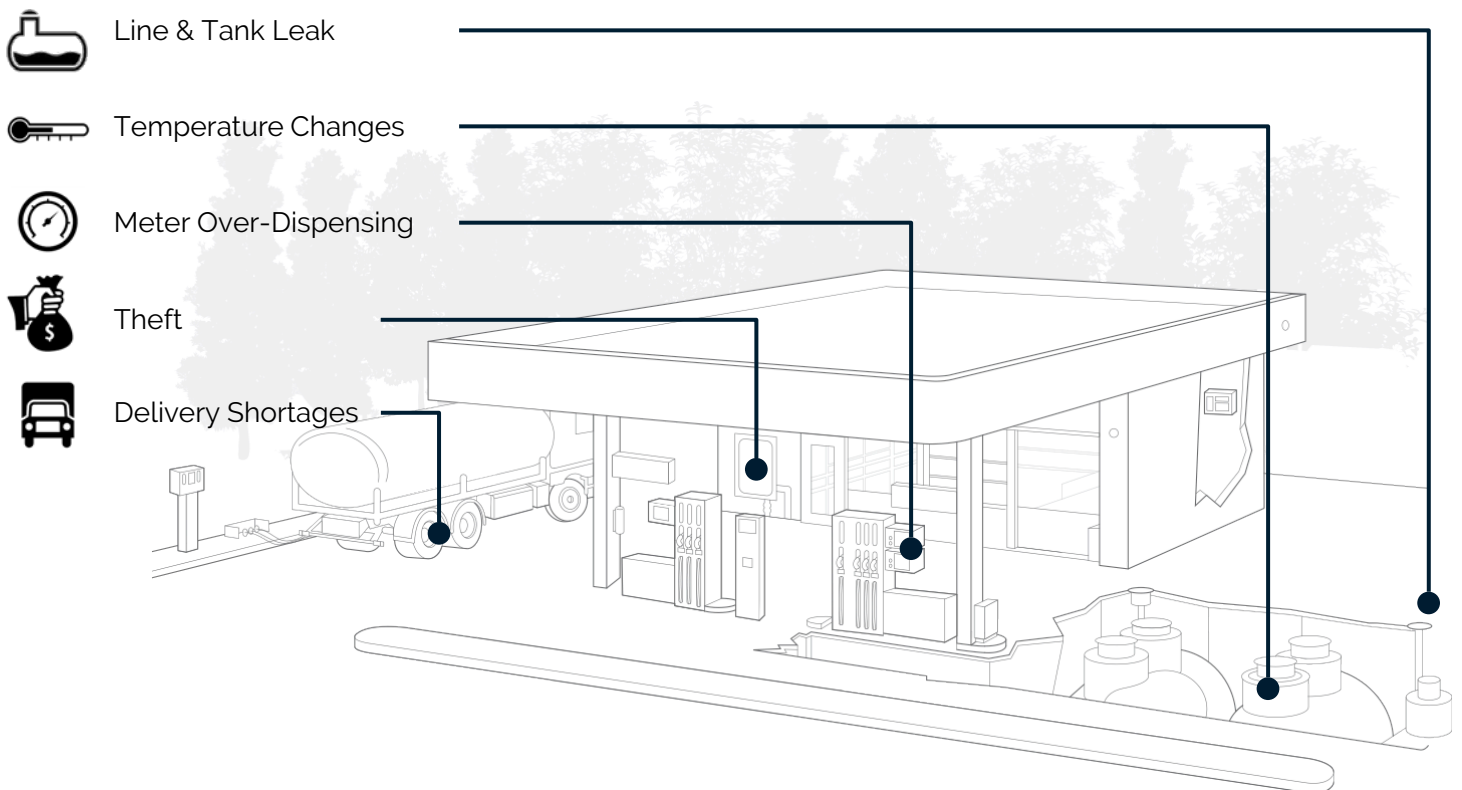 Line & Tank Leak
Temperature Changes
Meter Over-Dispensing
Theft
$
Delivery Shortages